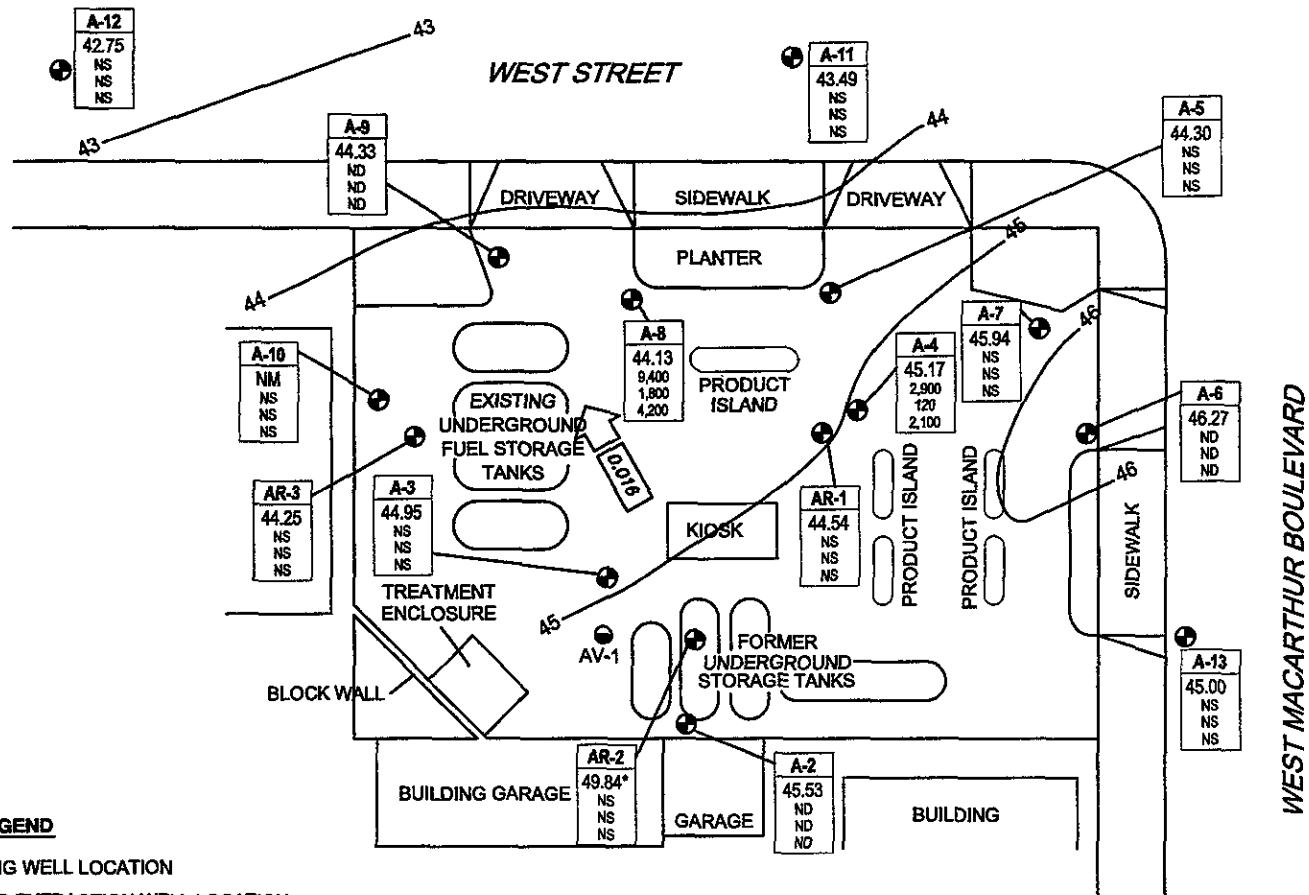 A-12
42.75
NS
NS
NS
43
43
WEST STREET
A-11
43.49
NS
NS
NS
A-9
44.33
ND
ND
ND
44
A-5
44.30
NS
NS
NS
DRIVEWAY
SIDEWALK
DRIVEWAY
PLANTER
45
44
A-10
NM
NS
NS
NS
A-8
44.13
9,400
1,800
4,200
PRODUCT
ISLAND
A-4
45.17
2,900
120
2,100
A-7
45.94
NS
NS
NS
46
A-6
46.27
ND
ND
ND
46
EXISTING
UNDERGROUND
FUEL STORAGE
TANKS
0.016
AR-3
44.25
NS
NS
NS
A-3
44.95
NS
NS
NS
KIOSK
AR-1
44.54
NS
NS
NS
PRODUCT ISLAND
PRODUCT ISLAND
SIDEWALK
WEST MACARTHUR BOULEVARD
TREATMENT
ENCLOSURE
45
AV-1
FORMER
UNDERGROUND
STORAGE TANKS
BLOCK WALL
A-13
45.00
NS
NS
NS
AR-2
49.84*
NS
NS
NS
A-2
45.53
ND
ND
ND
BUILDING GARAGE
GARAGE
BUILDING
GEND
NG WELL LOCATION